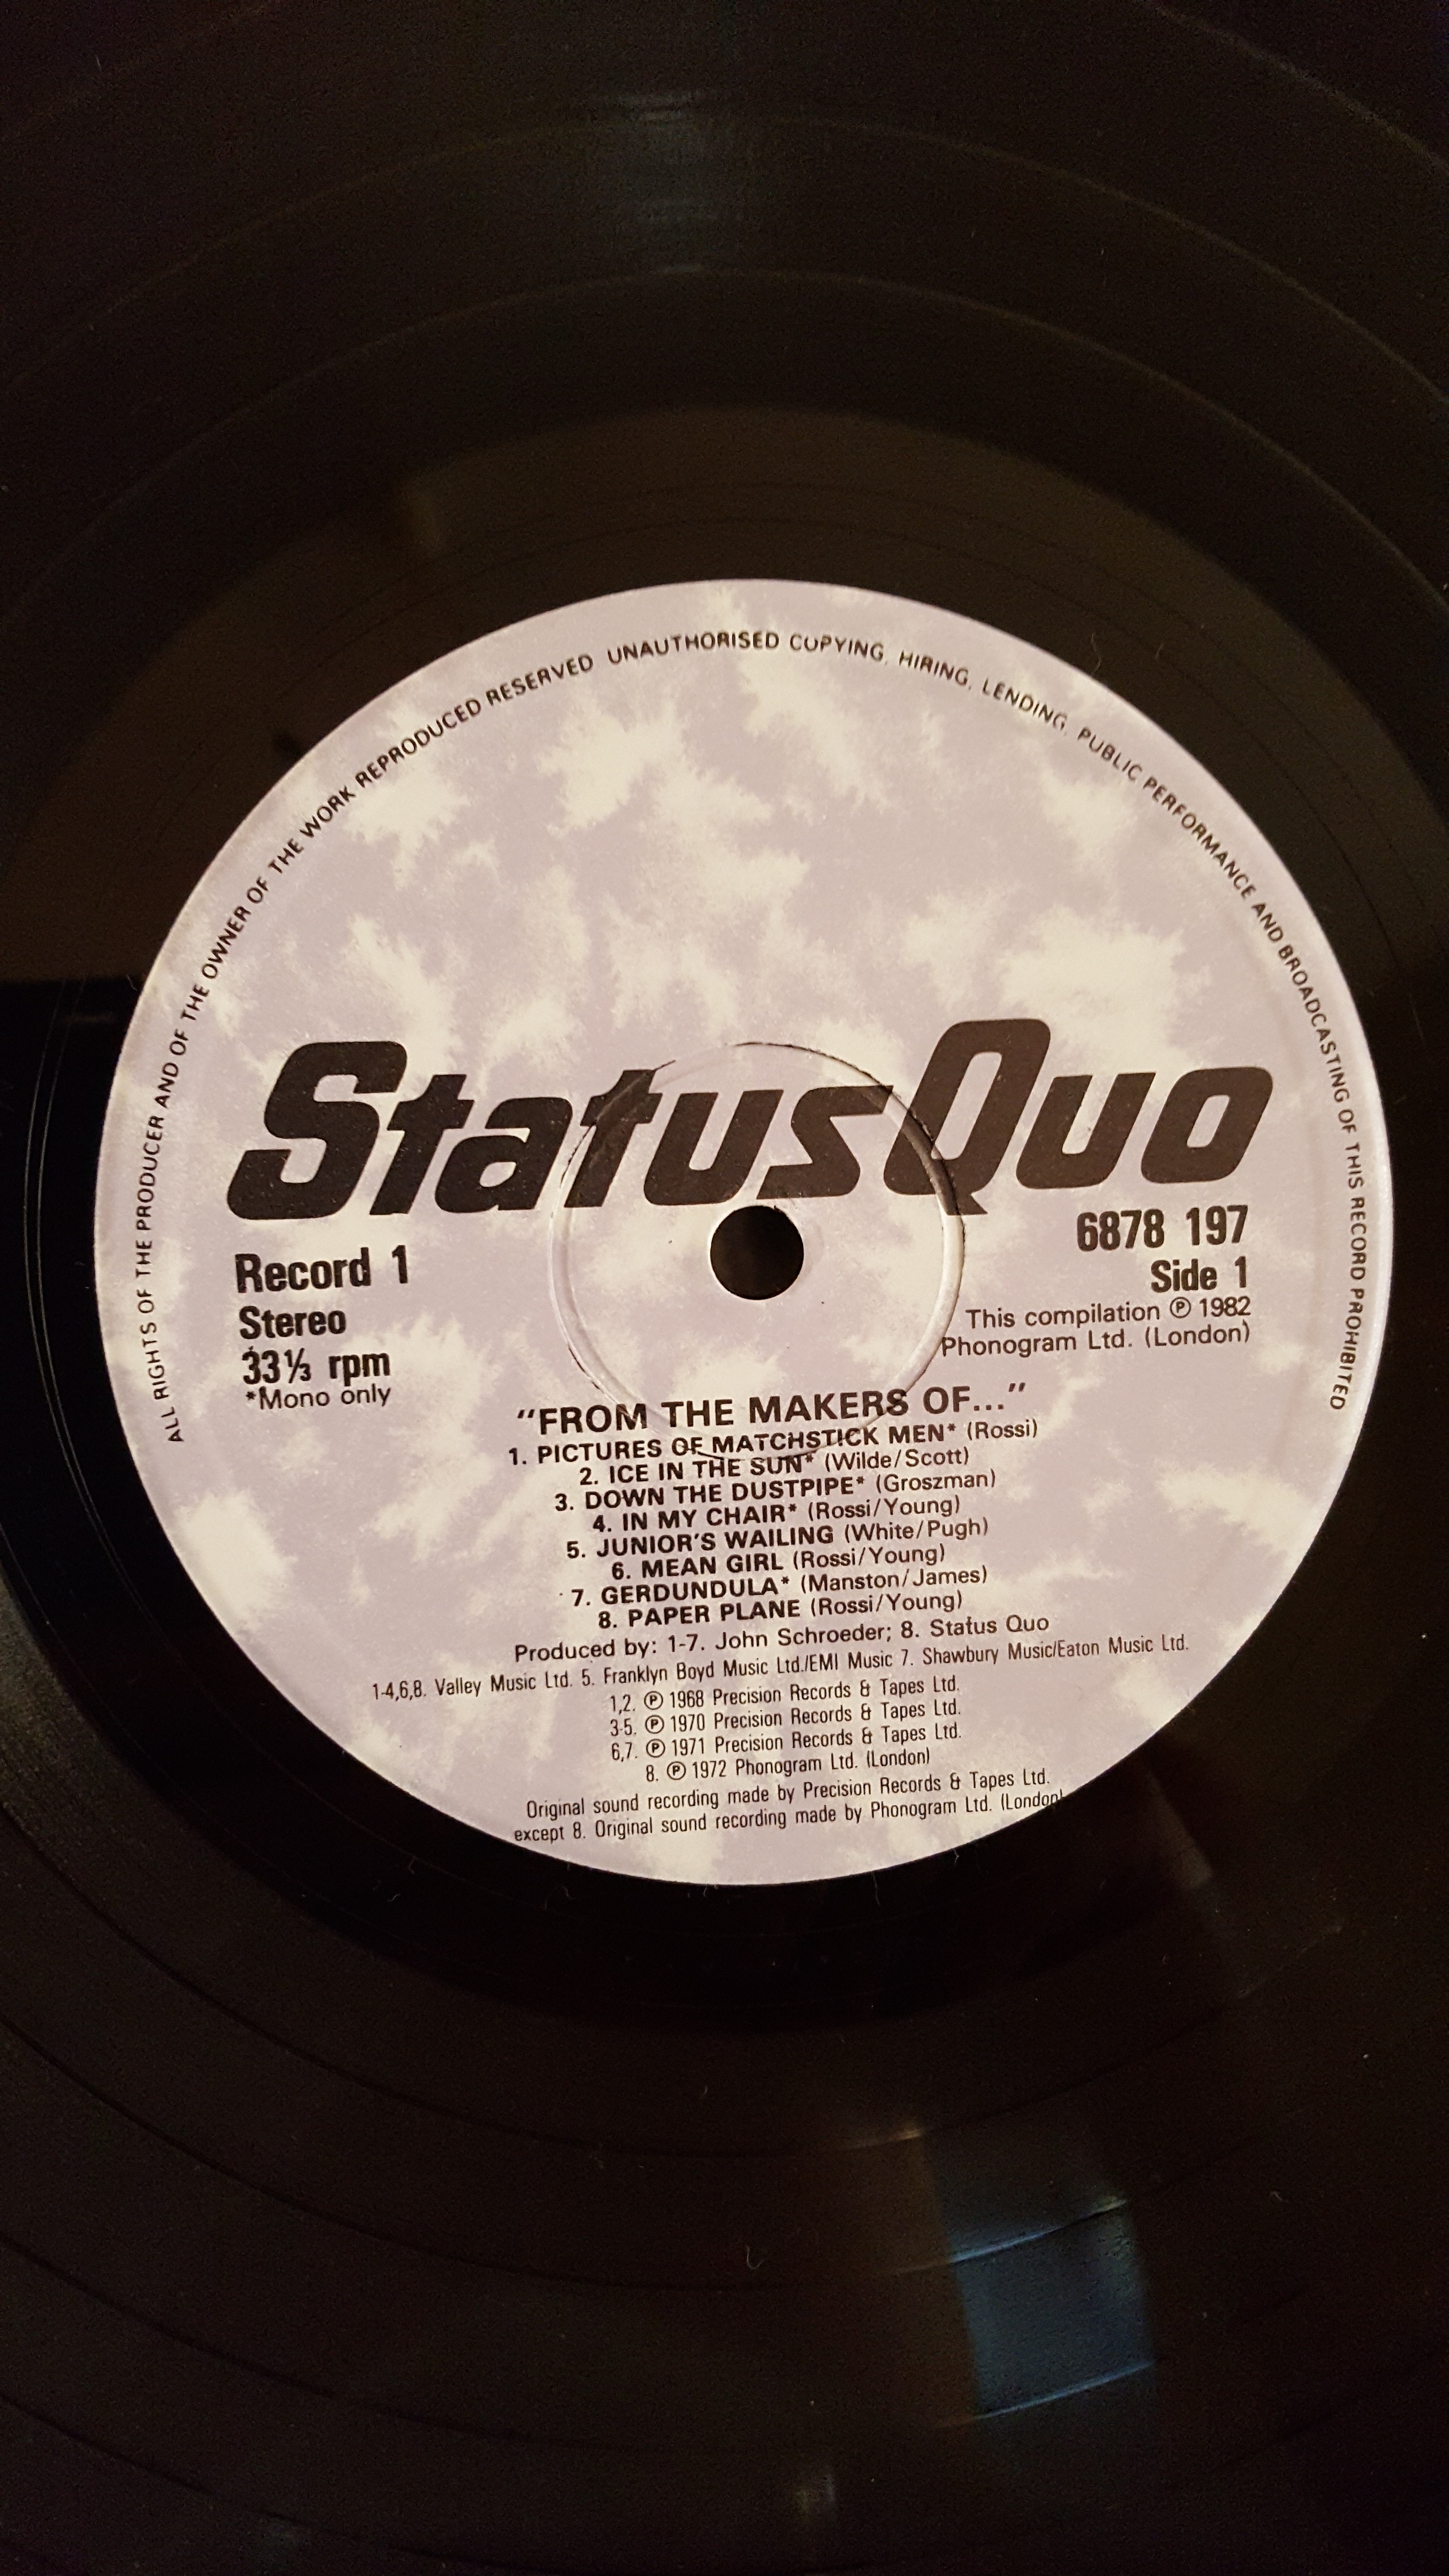 ALL RIGHTS OF THE PRODUCER AND OF THE OWNER OF THE WORK REPRODUCED RESERVED UNAUTHORISED COPYING, HIRING, LENDING, PUBLIC PERFORMANCE AND BROADCASTING OF THIS RECORD PROHIBITED
Status Quo
Record 1
Stereo
33⅓ rpm
*Mono only
6878 197
Side 1
This compilation ℗ 1982
Phonogram Ltd. (London)
"FROM THE MAKERS OF..."
1. PICTURES OF MATCHSTICK MEN* (Rossi)
2. ICE IN THE SUN* (Wilde/Scott)
3. DOWN THE DUSTPIPE* (Groszman)
4. IN MY CHAIR* (Rossi/Young)
5. JUNIOR'S WAILING (White/Pugh)
6. MEAN GIRL (Rossi/Young)
7. GERDUNDULA* (Manston/James)
8. PAPER PLANE (Rossi/Young)
Produced by: 1-7. John Schroeder; 8. Status Quo
1-4,6,8. Valley Music Ltd. 5. Franklyn Boyd Music Ltd./EMI Music 7. Shawbury Music/Eaton Music Ltd.
1,2. ℗ 1968 Precision Records & Tapes Ltd.
3-5. ℗ 1970 Precision Records & Tapes Ltd.
6,7. ℗ 1971 Precision Records & Tapes Ltd.
8. ℗ 1972 Phonogram Ltd. (London)
Original sound recording made by Precision Records & Tapes Ltd.
except 8. Original sound recording made by Phonogram Ltd. (London)